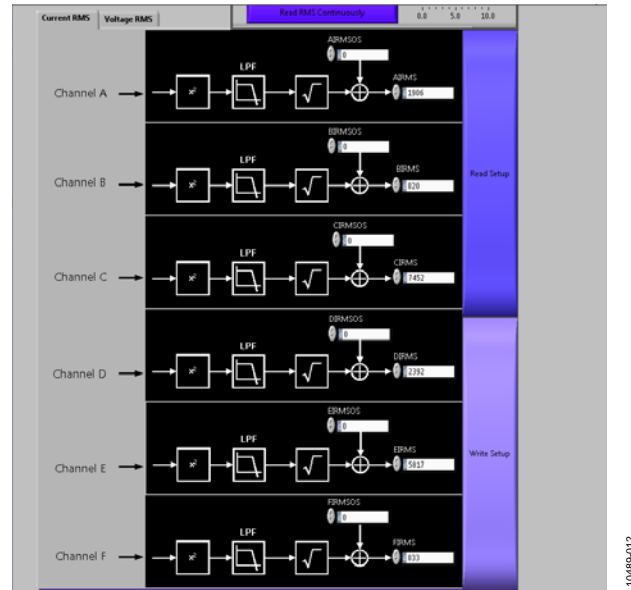 Current RMS
Voltage RMS
Read RMS Continuously
0.0 5.0 10.0
Channel A
x²
LPF
√
AIRMSOS
0
AIRMS
1906
Channel B
x²
LPF
√
BIRMSOS
0
BIRMS
820
Channel C
x²
LPF
√
CIRMSOS
0
CIRMS
7452
Channel D
x²
LPF
√
DIRMSOS
0
DIRMS
2392
Channel E
x²
LPF
√
EIRMSOS
0
EIRMS
5817
Channel F
x²
LPF
√
FIRMSOS
0
FIRMS
833
Read Setup
Write Setup
10489-012